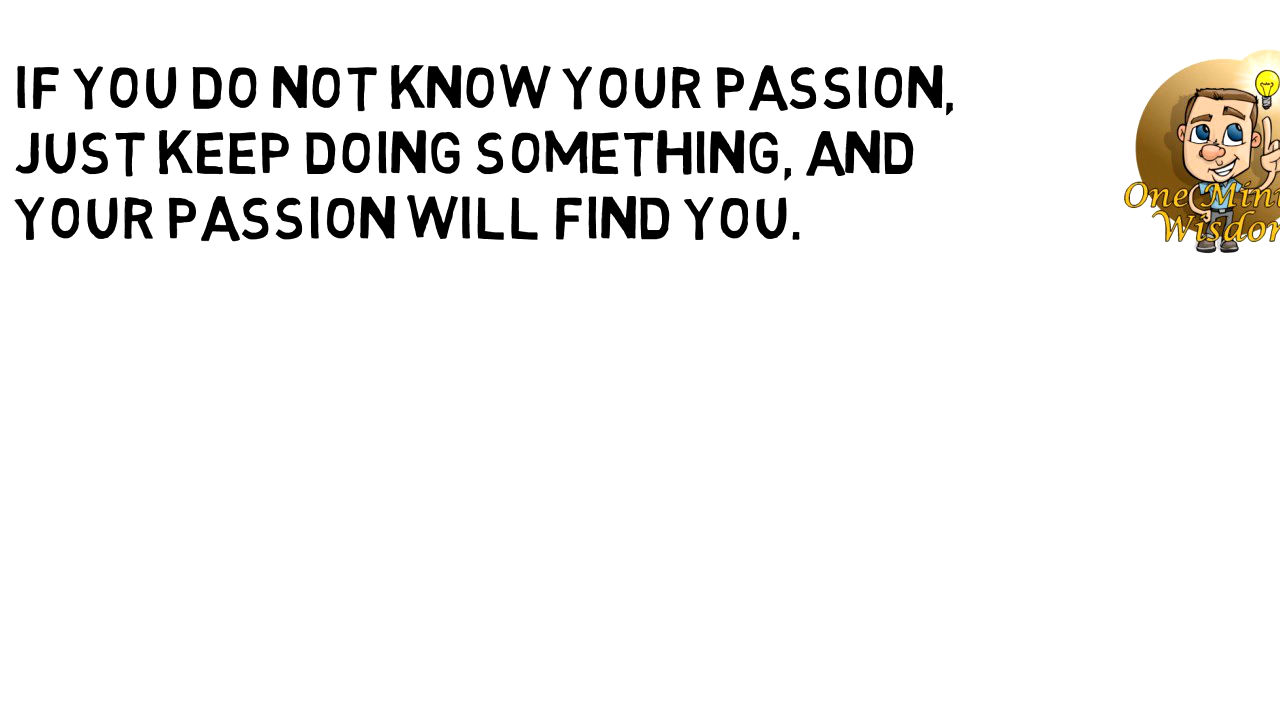 IF YOU DO NOT KNOW YOUR PASSION,
JUST KEEP DOING SOMETHING, AND
YOUR PASSION WILL FIND YOU.
One